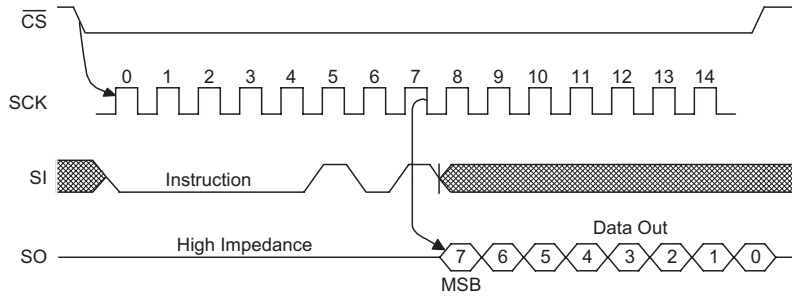 CS
0 1 2 3 4 5 6 7 8 9 10 11 12 13 14
SCK
SI
Instruction
Data Out
High Impedance
SO
7 6 5 4 3 2 1 0
MSB